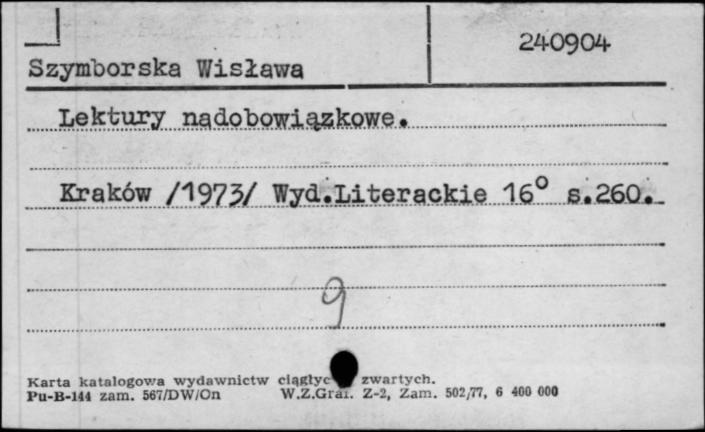 240904
Szymborska Wisława
Lektury nadobowiązkowe.
Kraków /1973/ Wyd.Literackie 16° s.260.
9
Karta katalogowa wydawnictw ciągłyc zwartych.
Pu-B-144 zam. 567/DW/On W.Z.Graf. Z-2, Zam. 502/77, 6 400 000